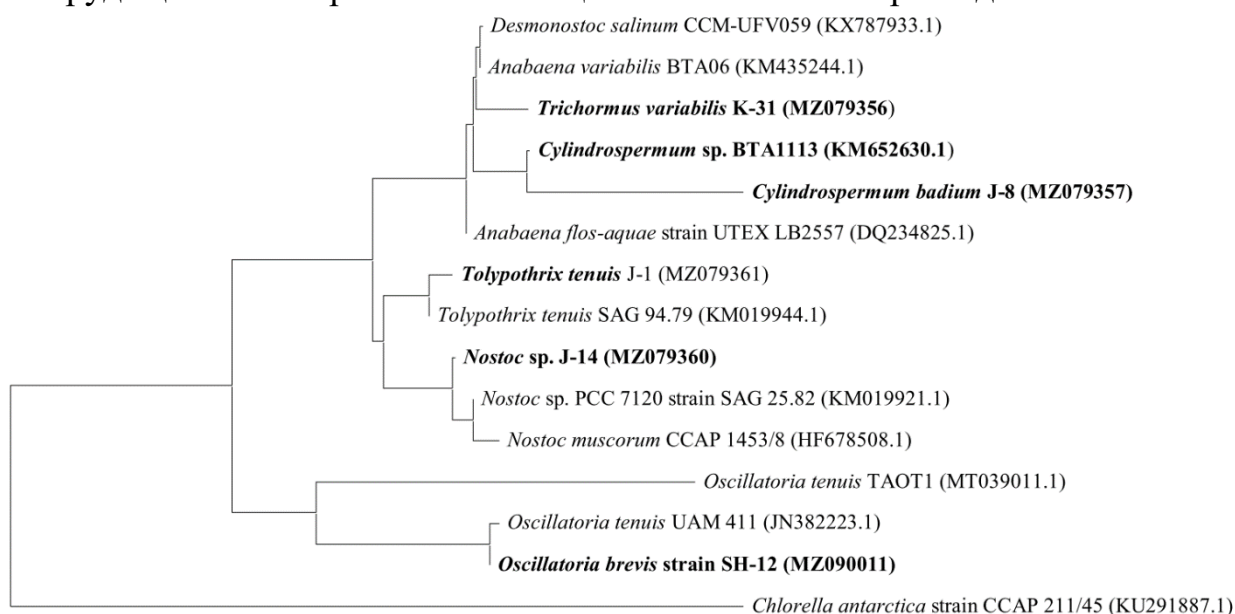 Desmonostoc salinum CCM-UFV059 (KX787933.1)
Anabaena variabilis BTA06 (KM435244.1)
Trichormus variabilis K-31 (MZ079356)
Cylindrospermum sp. BTA1113 (KM652630.1)
Cylindrospermum badium J-8 (MZ079357)
Anabaena flos-aquae strain UTEX LB2557 (DQ234825.1)
Tolypothrix tenuis J-1 (MZ079361)
Tolypothrix tenuis SAG 94.79 (KM019944.1)
Nostoc sp. J-14 (MZ079360)
Nostoc sp. PCC 7120 strain SAG 25.82 (KM019921.1)
Nostoc muscorum CCAP 1453/8 (HF678508.1)
Oscillatoria tenuis TAOT1 (MT039011.1)
Oscillatoria tenuis UAM 411 (JN382223.1)
Oscillatoria brevis strain SH-12 (MZ090011)
Chlorella antarctica strain CCAP 211/45 (KU291887.1)